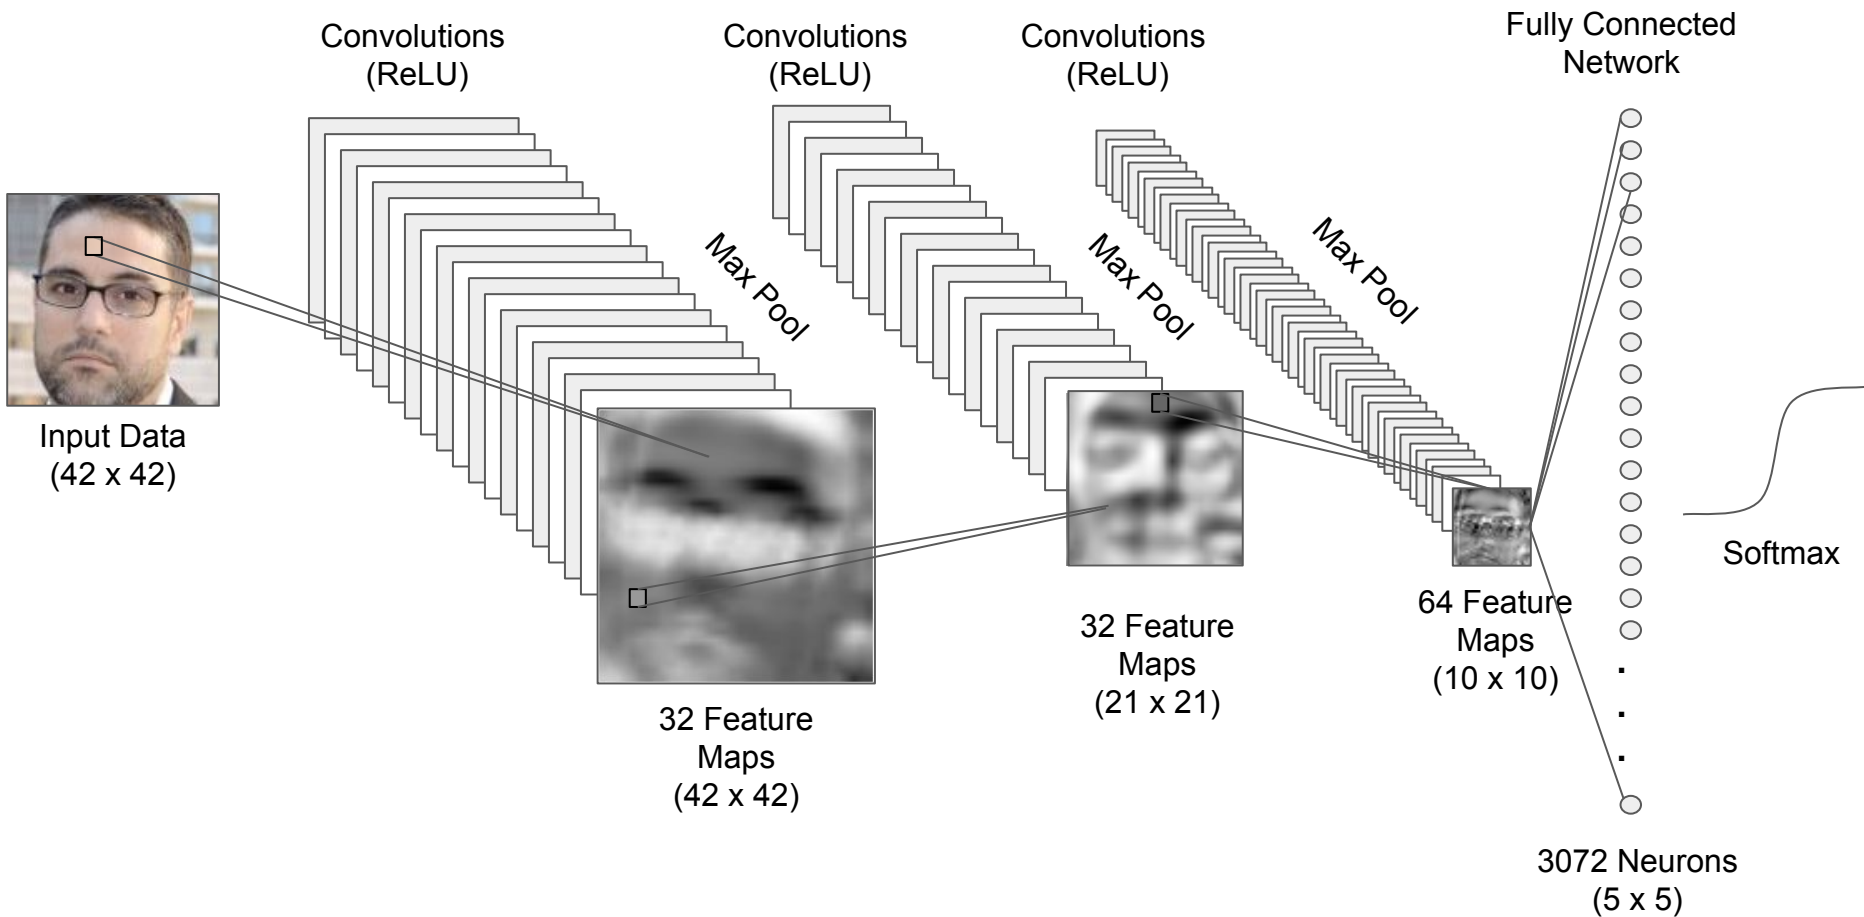 Convolutions
(ReLU)
Convolutions
(ReLU)
Convolutions
(ReLU)
Fully Connected
Network
Max Pool
Max Pool
Max Pool
Input Data
(42 x 42)
32 Feature
Maps
(42 x 42)
32 Feature
Maps
(21 x 21)
64 Feature
Maps
(10 x 10)
Softmax
3072 Neurons
(5 x 5)